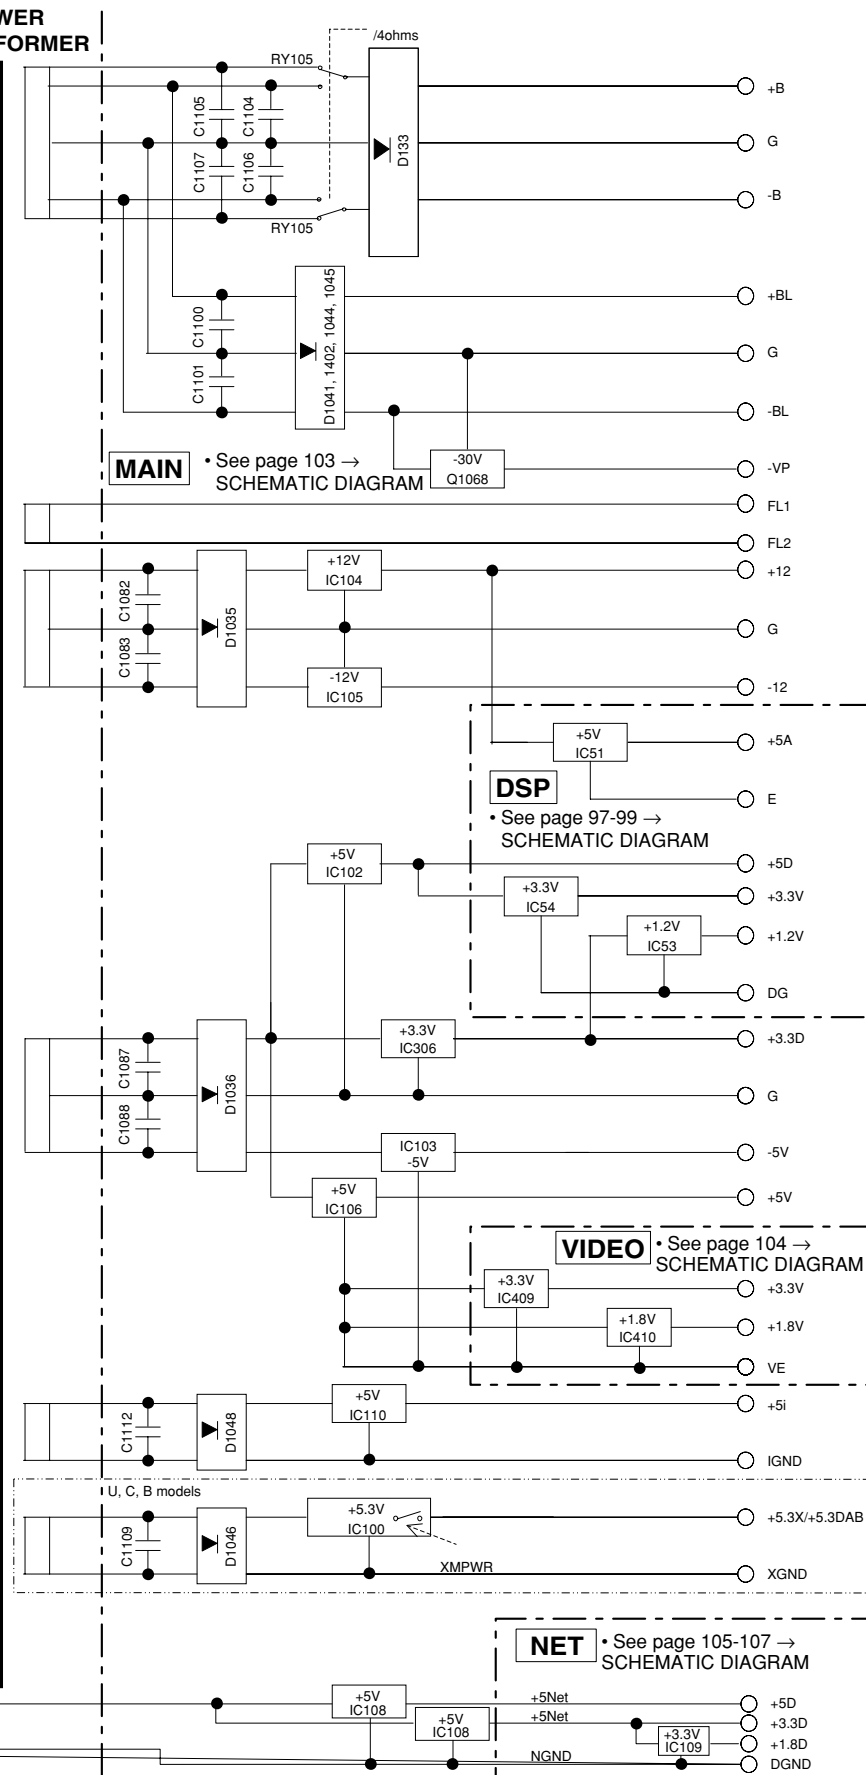 WER
FORMER
/4ohms
RY105
+B
C1105
C1104
G
D133
C1107
C1106
-B
RY105
+BL
C1100
D1041, 1402, 1044, 1045
G
C1101
-BL
MAIN
• See page 103 →
SCHEMATIC DIAGRAM
-30V
Q1068
-VP
FL1
FL2
+12V
IC104
+12
C1082
D1035
G
C1083
-12V
IC105
-12
+5V
IC51
+5A
DSP
E
• See page 97-99 →
SCHEMATIC DIAGRAM
+5V
IC102
+5D
+3.3V
IC54
+3.3V
+1.2V
IC53
+1.2V
DG
+3.3V
IC306
+3.3D
C1087
D1036
G
C1088
IC103
-5V
-5V
+5V
IC106
+5V
VIDEO
• See page 104 →
SCHEMATIC DIAGRAM
+3.3V
IC409
+3.3V
+1.8V
IC410
+1.8V
VE
+5V
IC110
+5i
C1112
D1048
IGND
U, C, B models
+5.3V
IC100
+5.3X/+5.3DAB
C1109
D1046
XMPWR
XGND
NET
• See page 105-107 →
SCHEMATIC DIAGRAM
+5V
IC108
+5Net
+5D
+5V
IC108
+5Net
+3.3D
+3.3V
IC109
+1.8D
NGND
DGND